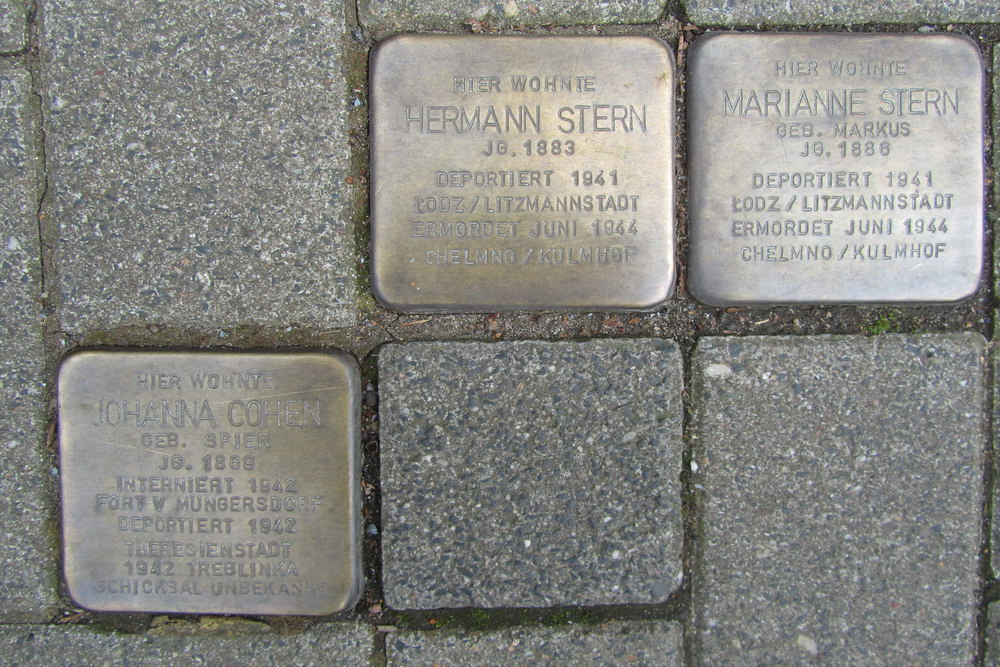 HIER WOHNTE
HERMANN STERN
JG. 1883
DEPORTIERT 1941
ŁODZ/LITZMANNSTADT
ERMORDET JUNI 1944
CHELMNO/KULMHOF
HIER WOHNTE
MARIANNE STERN
GEB. MARKUS
JG. 1886
DEPORTIERT 1941
ŁODZ/LITZMANNSTADT
ERMORDET JUNI 1944
CHELMNO/KULMHOF
HIER WOHNTE
JOHANNA COHEN
GEB. SPIER
JG. 1869
INTERNIERT 1942
FORT V MÜNGERSDORF
DEPORTIERT 1942
THERESIENSTADT
1942 TREBLINKA
SCHICKSAL UNBEKANNT